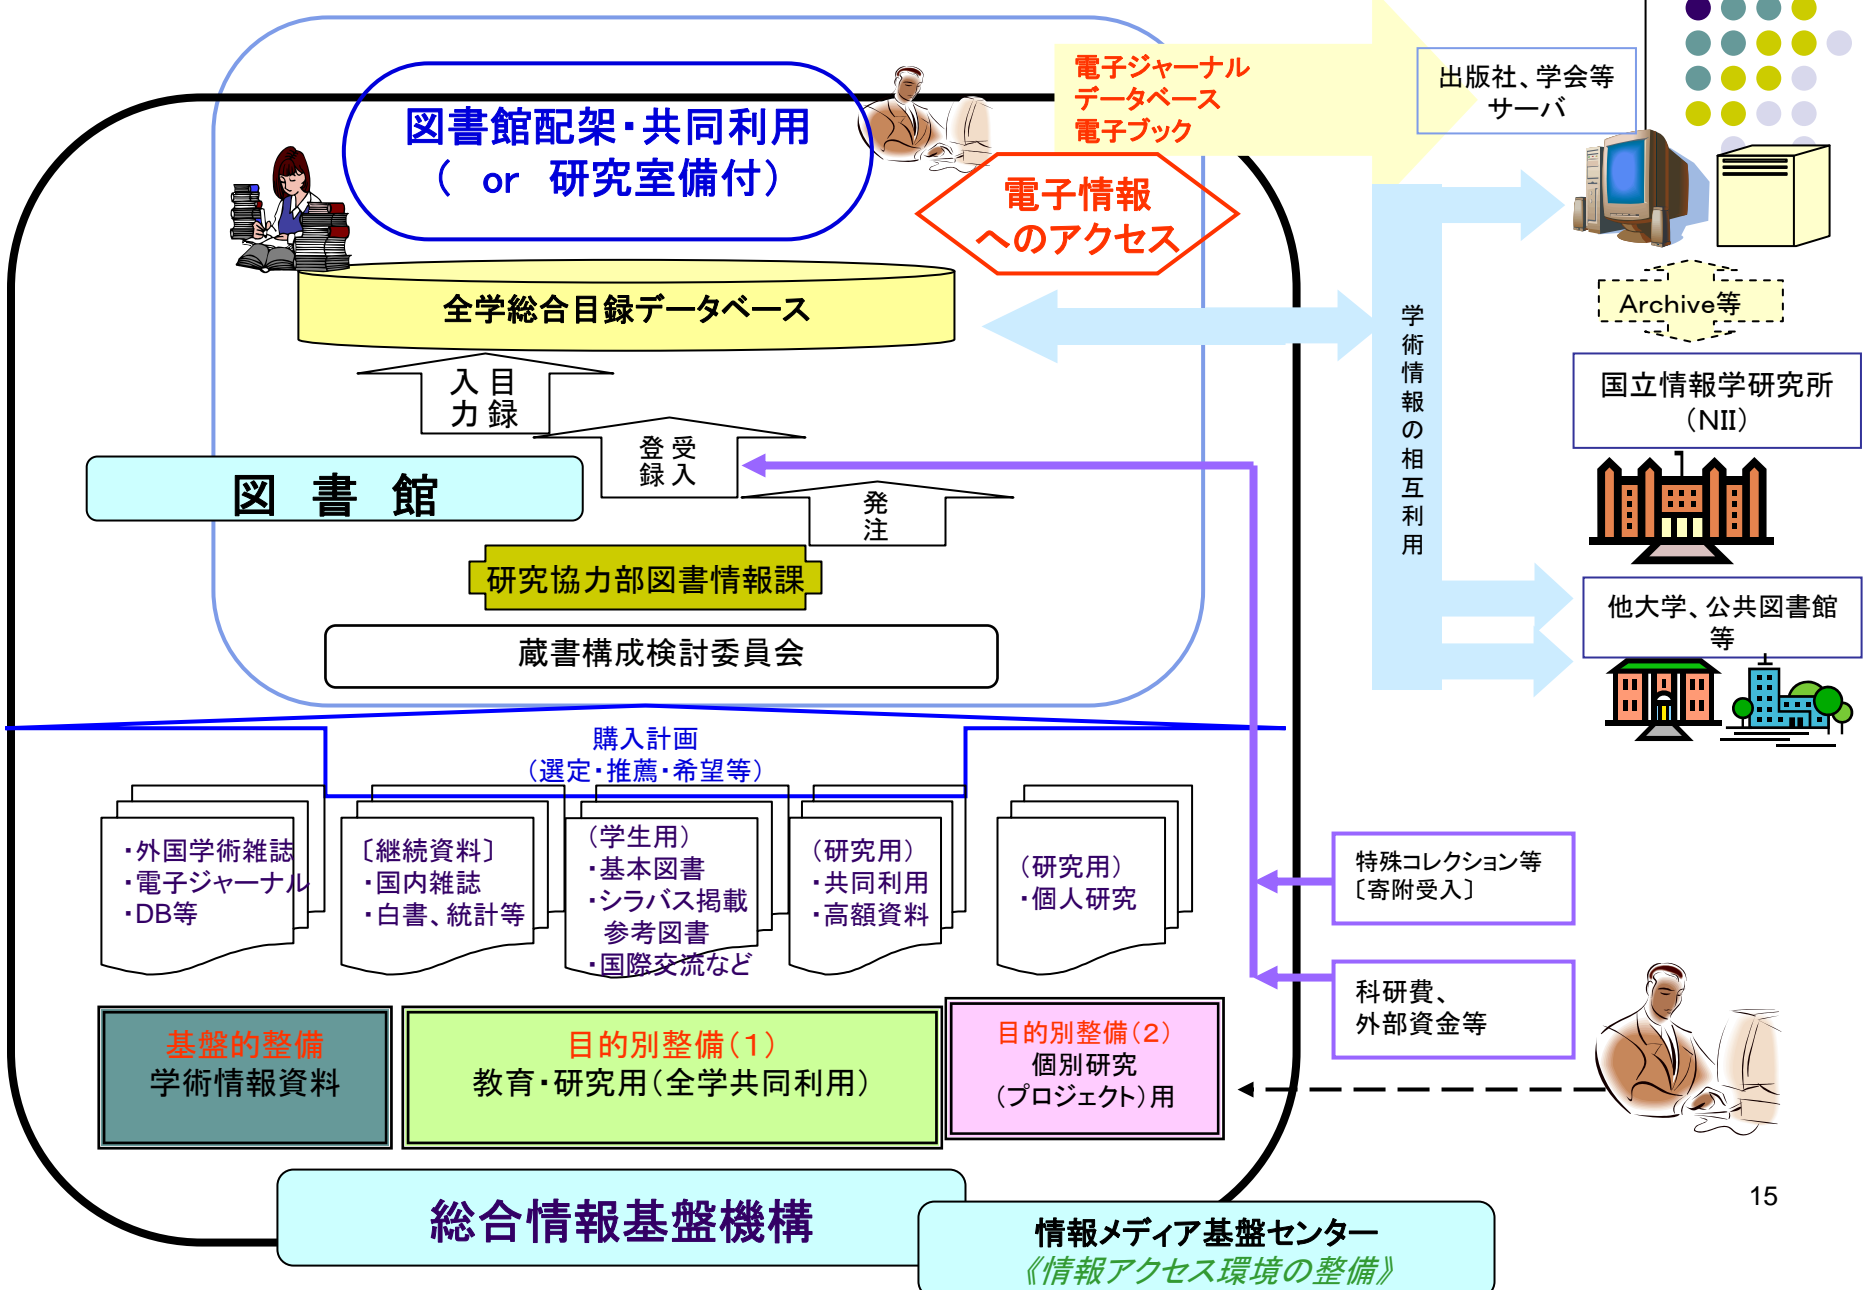 電子ジャーナル
データベース
電子ブック
出版社、学会等
サーバ
図書館配架・共同利用
（ or 研究室備付）
電子情報
へのアクセス
全学総合目録データベース
Archive等
学術情報の相互利用
国立情報学研究所
（NII）
目録
入力
受入
登録
図 書 館
発注
研究協力部図書情報課
他大学、公共図書館
等
蔵書構成検討委員会
購入計画
（選定・推薦・希望等）
・外国学術雑誌
・電子ジャーナル
・DB等
〔継続資料〕
・国内雑誌
・白書、統計等
（学生用）
・基本図書
・シラバス掲載
参考図書
・国際交流など
（研究用）
・共同利用
・高額資料
（研究用）
・個人研究
特殊コレクション等
〔寄附受入〕
科研費、
外部資金等
基盤的整備
学術情報資料
目的別整備（１）
教育・研究用（全学共同利用）
目的別整備（２）
個別研究
（プロジェクト）用
総合情報基盤機構
情報メディア基盤センター
《情報アクセス環境の整備》
15